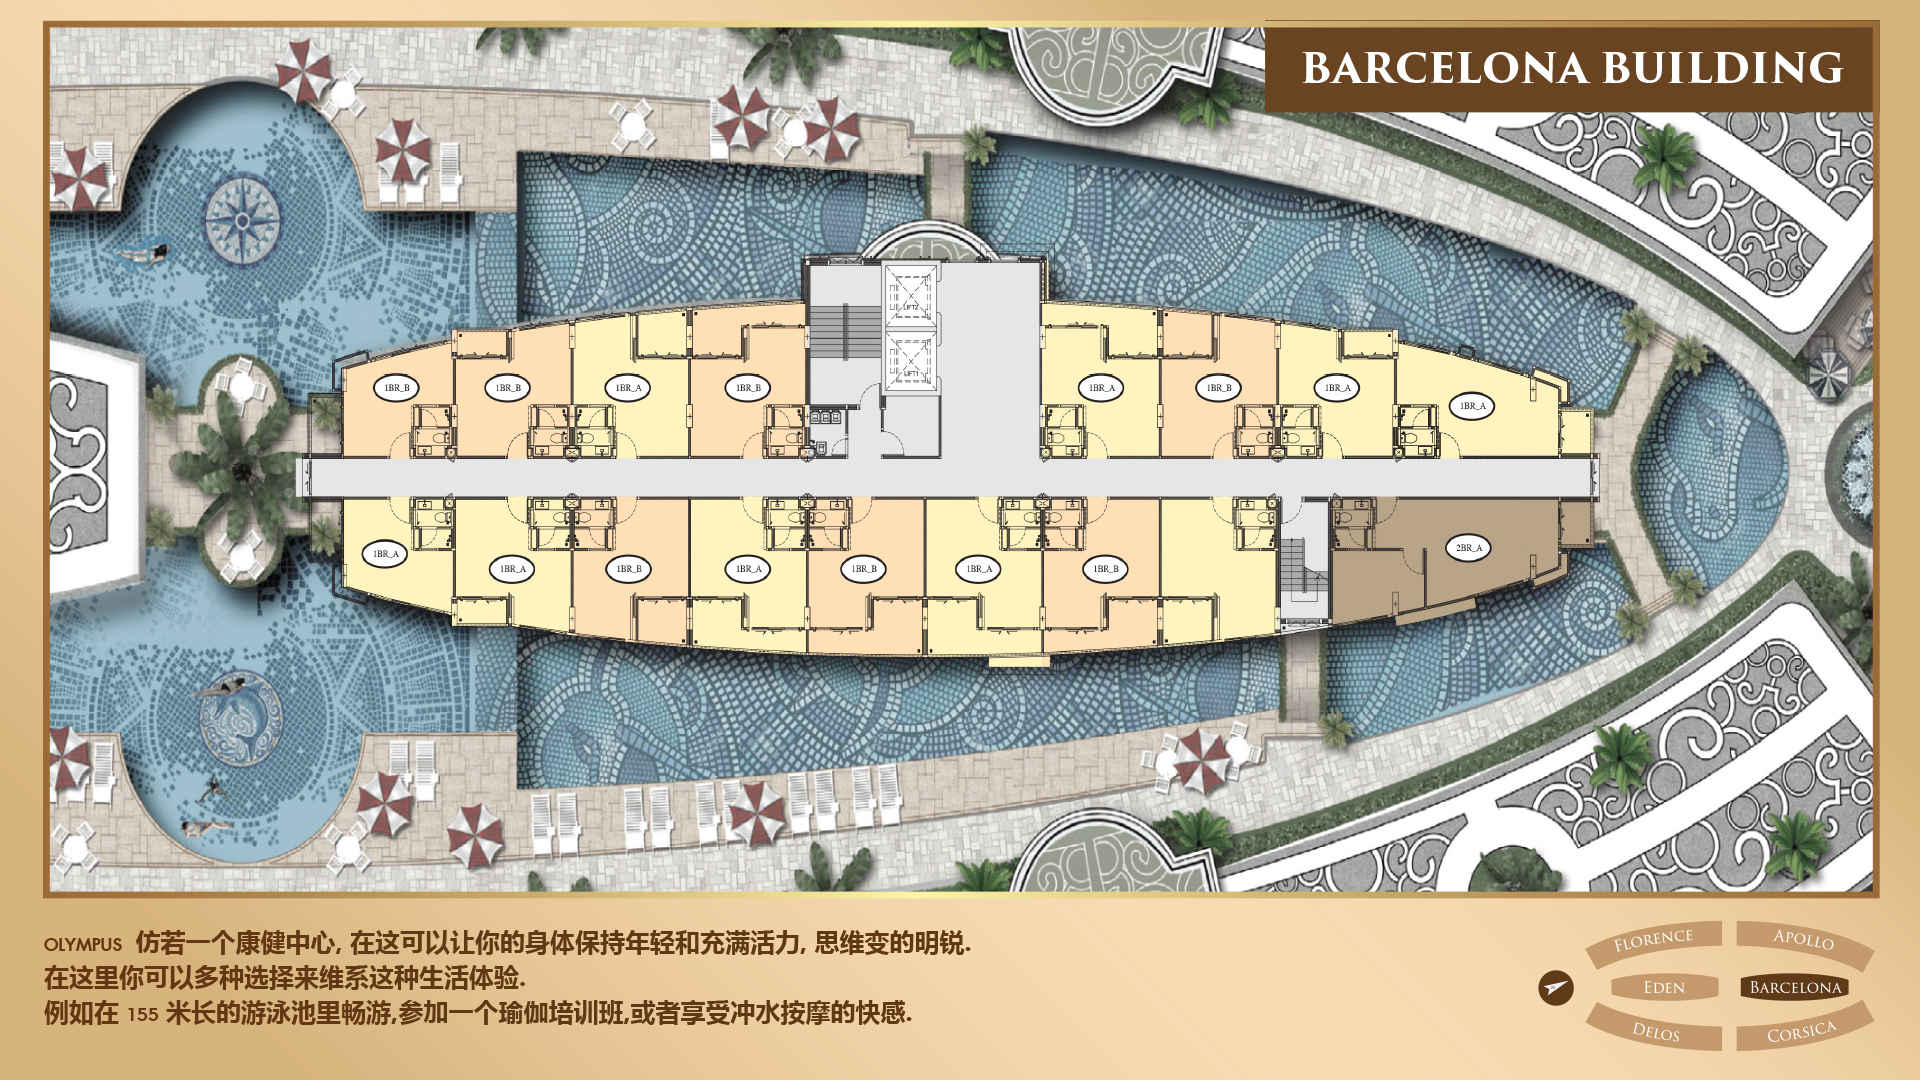 BARCELONA BUILDING
LIFT2
LIFT1
1BR_B
1BR_B
1BR_A
1BR_B
1BR_A
1BR_B
1BR_A
1BR_A
1BR_A
1BR_A
1BR_B
1BR_A
1BR_B
1BR_A
1BR_B
2BR_A
OLYMPUS 仿若一个康健中心, 在这可以让你的身体保持年轻和充满活力, 思维变的明锐.
在这里你可以多种选择来维系这种生活体验.
例如在 155 米长的游泳池里畅游,参加一个瑜伽培训班,或者享受冲水按摩的快感.
FLORENCE
APOLLO
EDEN
BARCELONA
DELOS
CORSICA